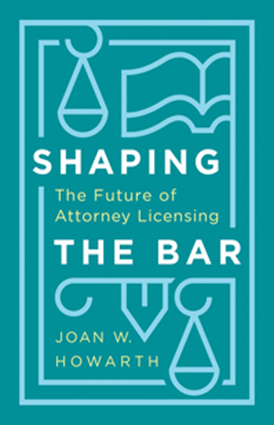 SHAPING
The Future of
Attorney Licensing
THE BAR
JOAN W.
HOWARTH